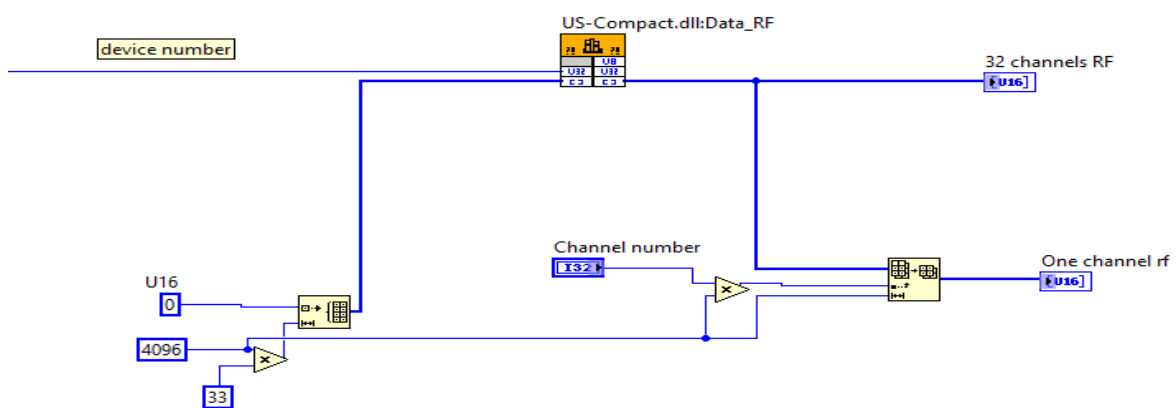 US-Compact.dll:Data_RF
device number
?! ?!
U8
U32 U32
32 channels RF
[U16]
Channel number
I32
U16
0
One channel rf
[U16]
4096
33